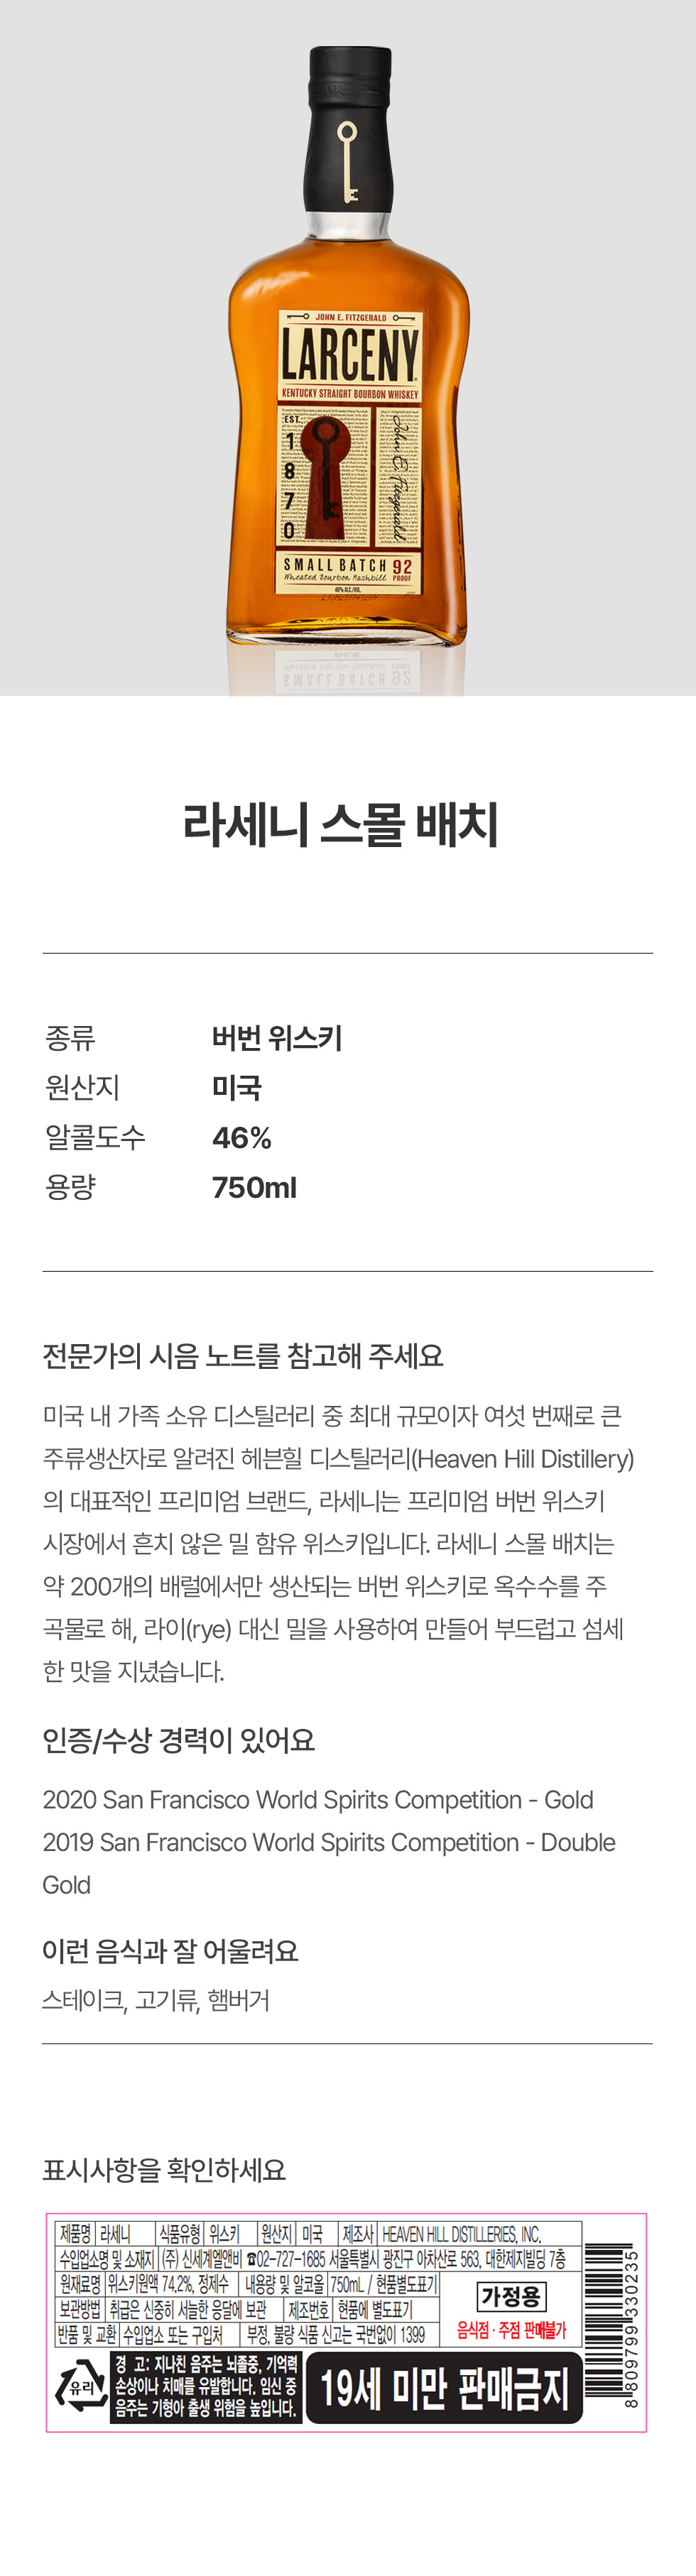 JOHN E. FITZGERALD
LARCENY
KENTUCKY STRAIGHT BOURBON WHISKEY
EST.
1
8
7
0
John E. Fitzgerald
SMALL BATCH 92
Wheated Bourbon Mashbill PROOF
46% ALC./VOL.
라세니 스몰 배치
종류 버번 위스키
원산지 미국
알콜도수 46%
용량 750ml
전문가의 시음 노트를 참고해 주세요
미국 내 가족 소유 디스틸러리 중 최대 규모이자 여섯 번째로 큰
주류생산자로 알려진 헤븐힐 디스틸러리(Heaven Hill Distillery)
의 대표적인 프리미엄 브랜드, 라세니는 프리미엄 버번 위스키
시장에서 흔치 않은 밀 함유 위스키입니다. 라세니 스몰 배치는
약 200개의 배럴에서만 생산되는 버번 위스키로 옥수수를 주
곡물로 해, 라이(rye) 대신 밀을 사용하여 만들어 부드럽고 섬세
한 맛을 지녔습니다.
인증/수상 경력이 있어요
2020 San Francisco World Spirits Competition - Gold
2019 San Francisco World Spirits Competition - Double
Gold
이런 음식과 잘 어울려요
스테이크, 고기류, 햄버거
표시사항을 확인하세요
제품명 라세니 식품유형 위스키 원산지 미국 제조사 HEAVEN HILL DISTILLERIES, INC.
수입업소명 및 소재지 (주) 신세계엘앤비 ☎02-727-1685 서울특별시 광진구 아차산로 563, 대한제지빌딩 7층
원재료명 위스키원액 74.2%, 정제수 내용량 및 알코올 750mL / 현품별도표기
보관방법 취급은 신중히 서늘한 응달에 보관 제조번호 현품에 별도표기
반품 및 교환 수입업소 또는 구입처 부정, 불량 식품 신고는 국번없이 1399
가정용
음식점 · 주점 판매불가
유리
경 고: 지나친 음주는 뇌졸중, 기억력
손상이나 치매를 유발합니다. 임신 중
음주는 기형아 출생 위험을 높입니다.
19세 미만 판매금지
8 809799 330235